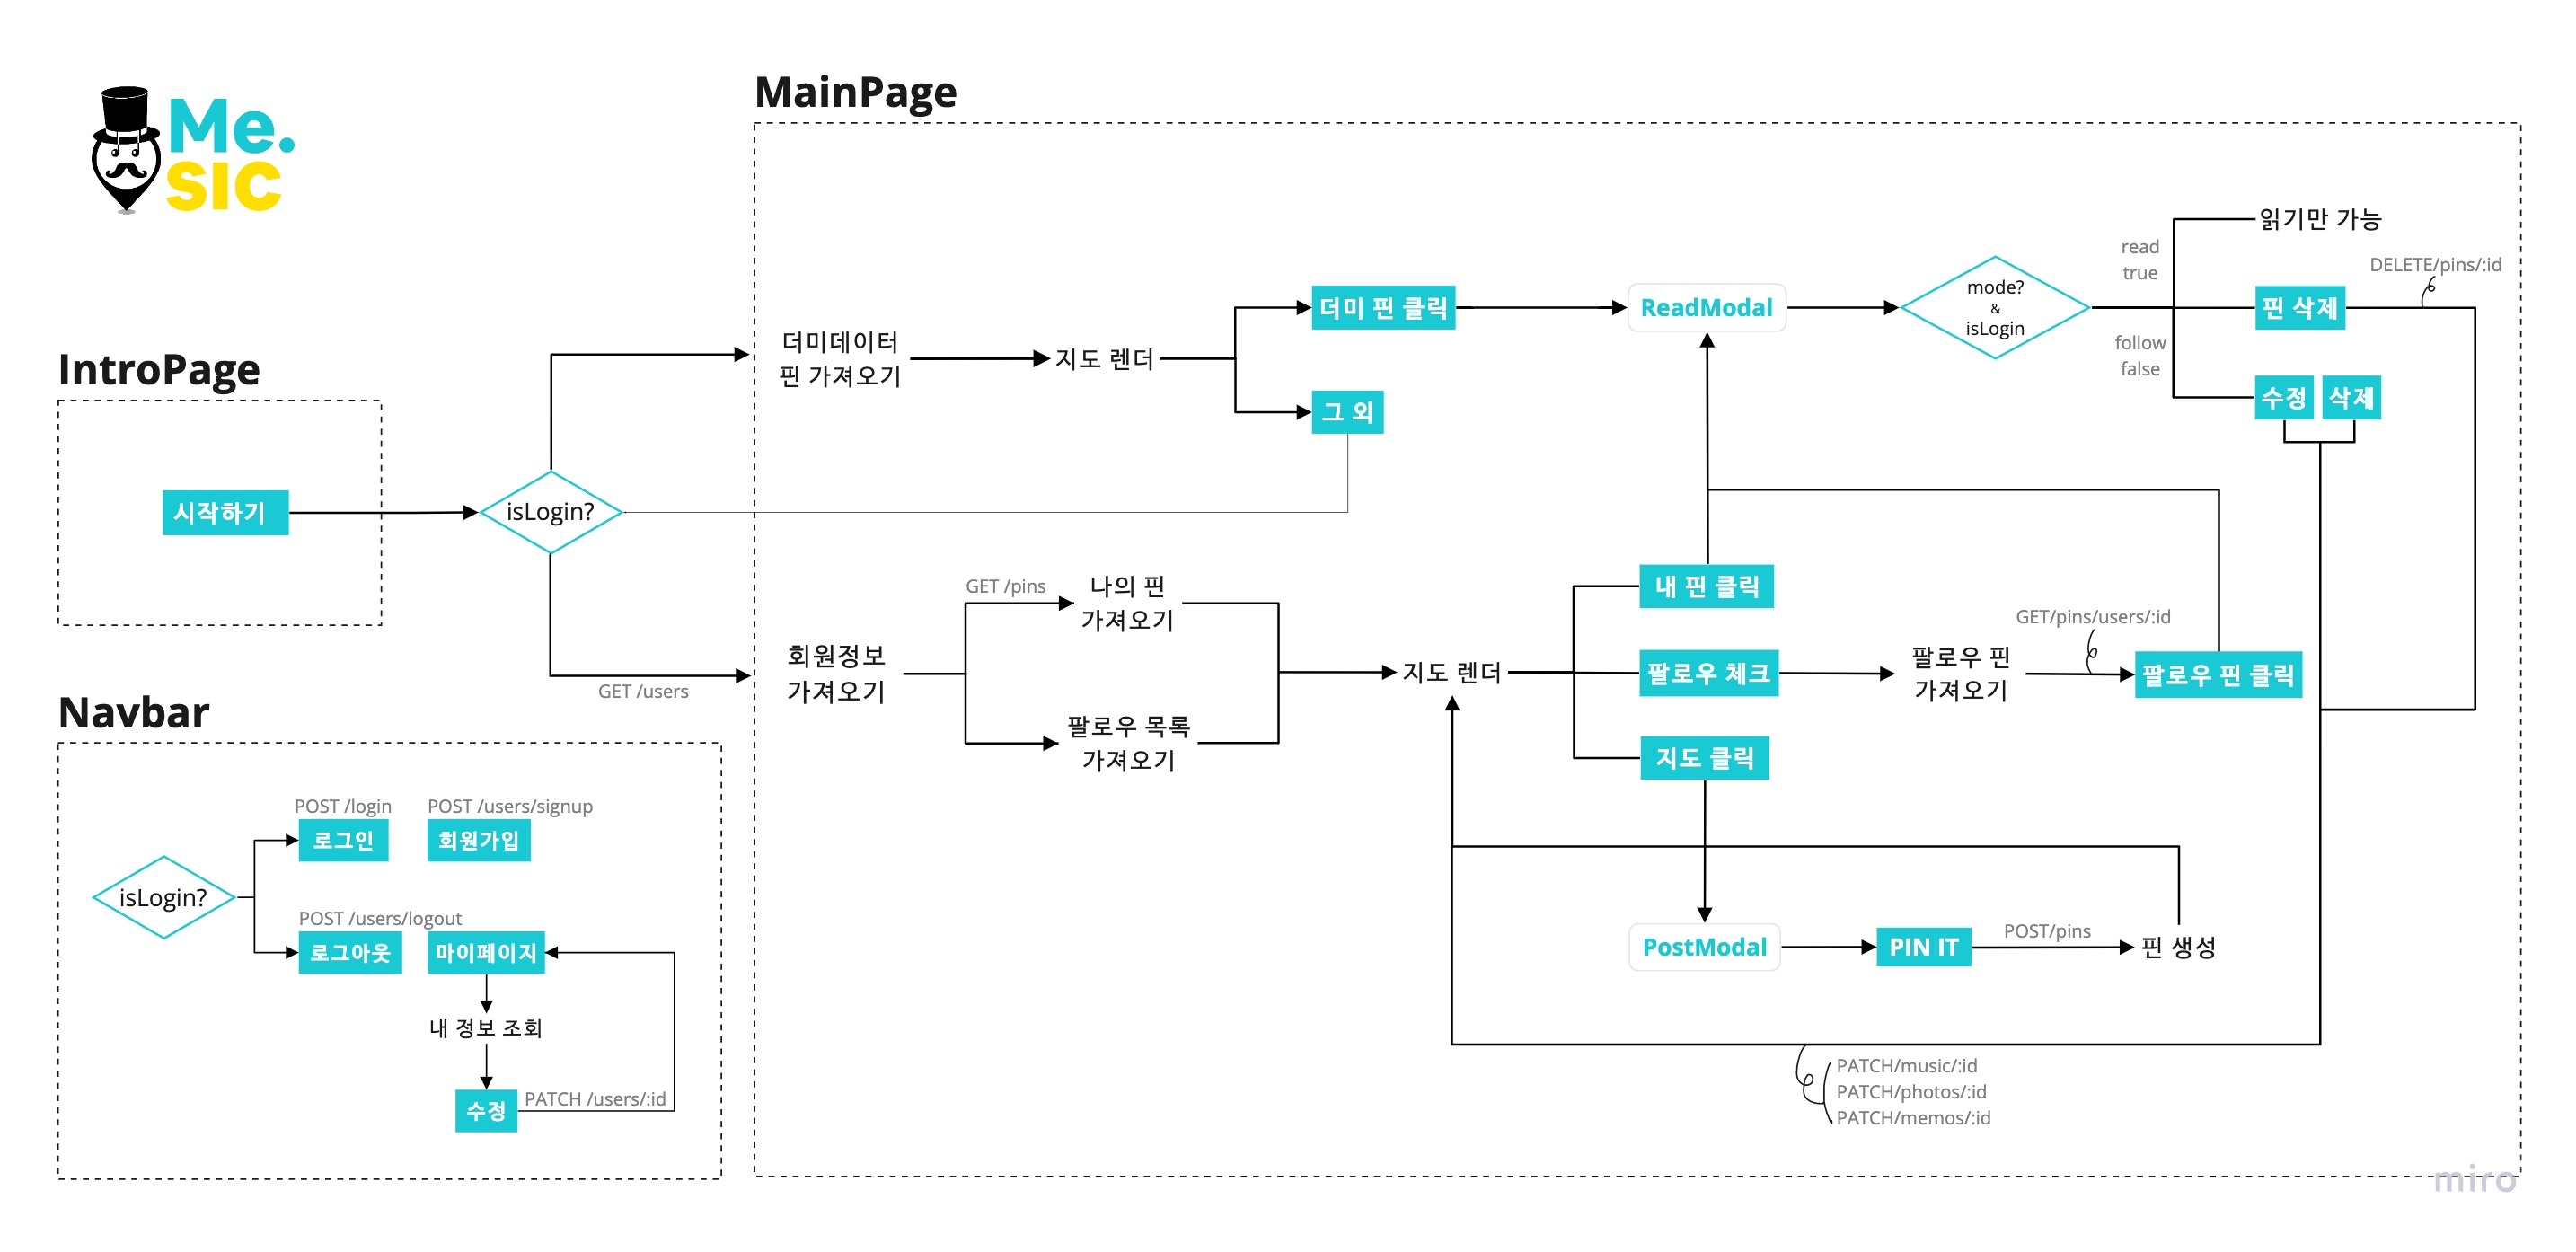 Me.
SIC
MainPage
읽기만 가능
read
true
DELETE/pins/:id
더미 핀 클릭
ReadModal
mode?
&
isLogin
핀 삭제
더미데이터
핀 가져오기
지도 렌더
follow
false
그 외
수정
삭제
IntroPage
시작하기
isLogin?
GET /users
회원정보
가져오기
GET /pins
나의 핀
가져오기
팔로우 목록
가져오기
지도 렌더
내 핀 클릭
팔로우 체크
지도 클릭
팔로우 핀
가져오기
GET/pins/users/:id
팔로우 핀 클릭
PostModal
PIN IT
POST/pins
핀 생성
PATCH/music/:id
PATCH/photos/:id
PATCH/memos/:id
Navbar
isLogin?
POST /login
로그인
POST /users/signup
회원가입
POST /users/logout
로그아웃
마이페이지
내 정보 조회
수정
PATCH /users/:id
miro